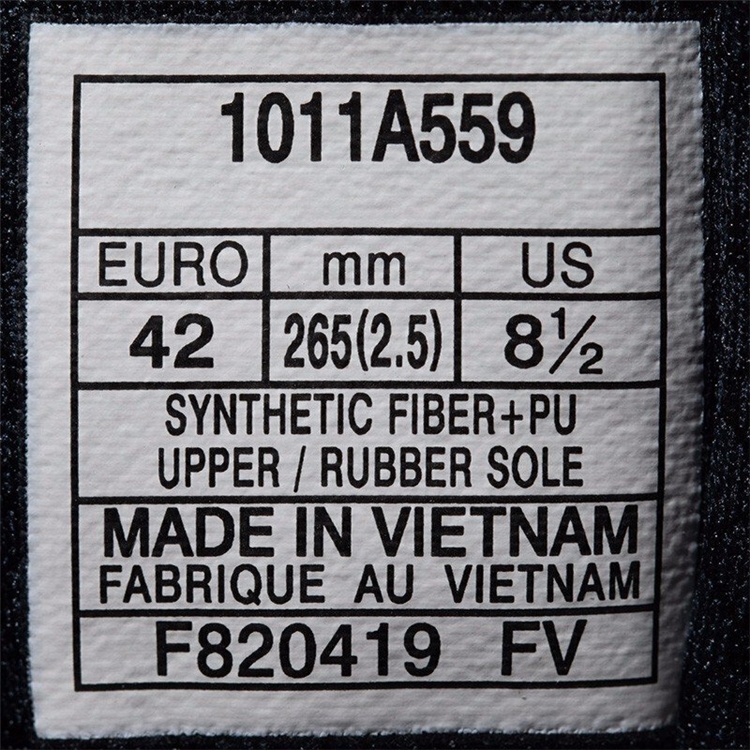 1011A559
EURO mm US
42 265(2.5) 8½
SYNTHETIC FIBER+PU
UPPER / RUBBER SOLE
MADE IN VIETNAM
FABRIQUE AU VIETNAM
F820419 FV